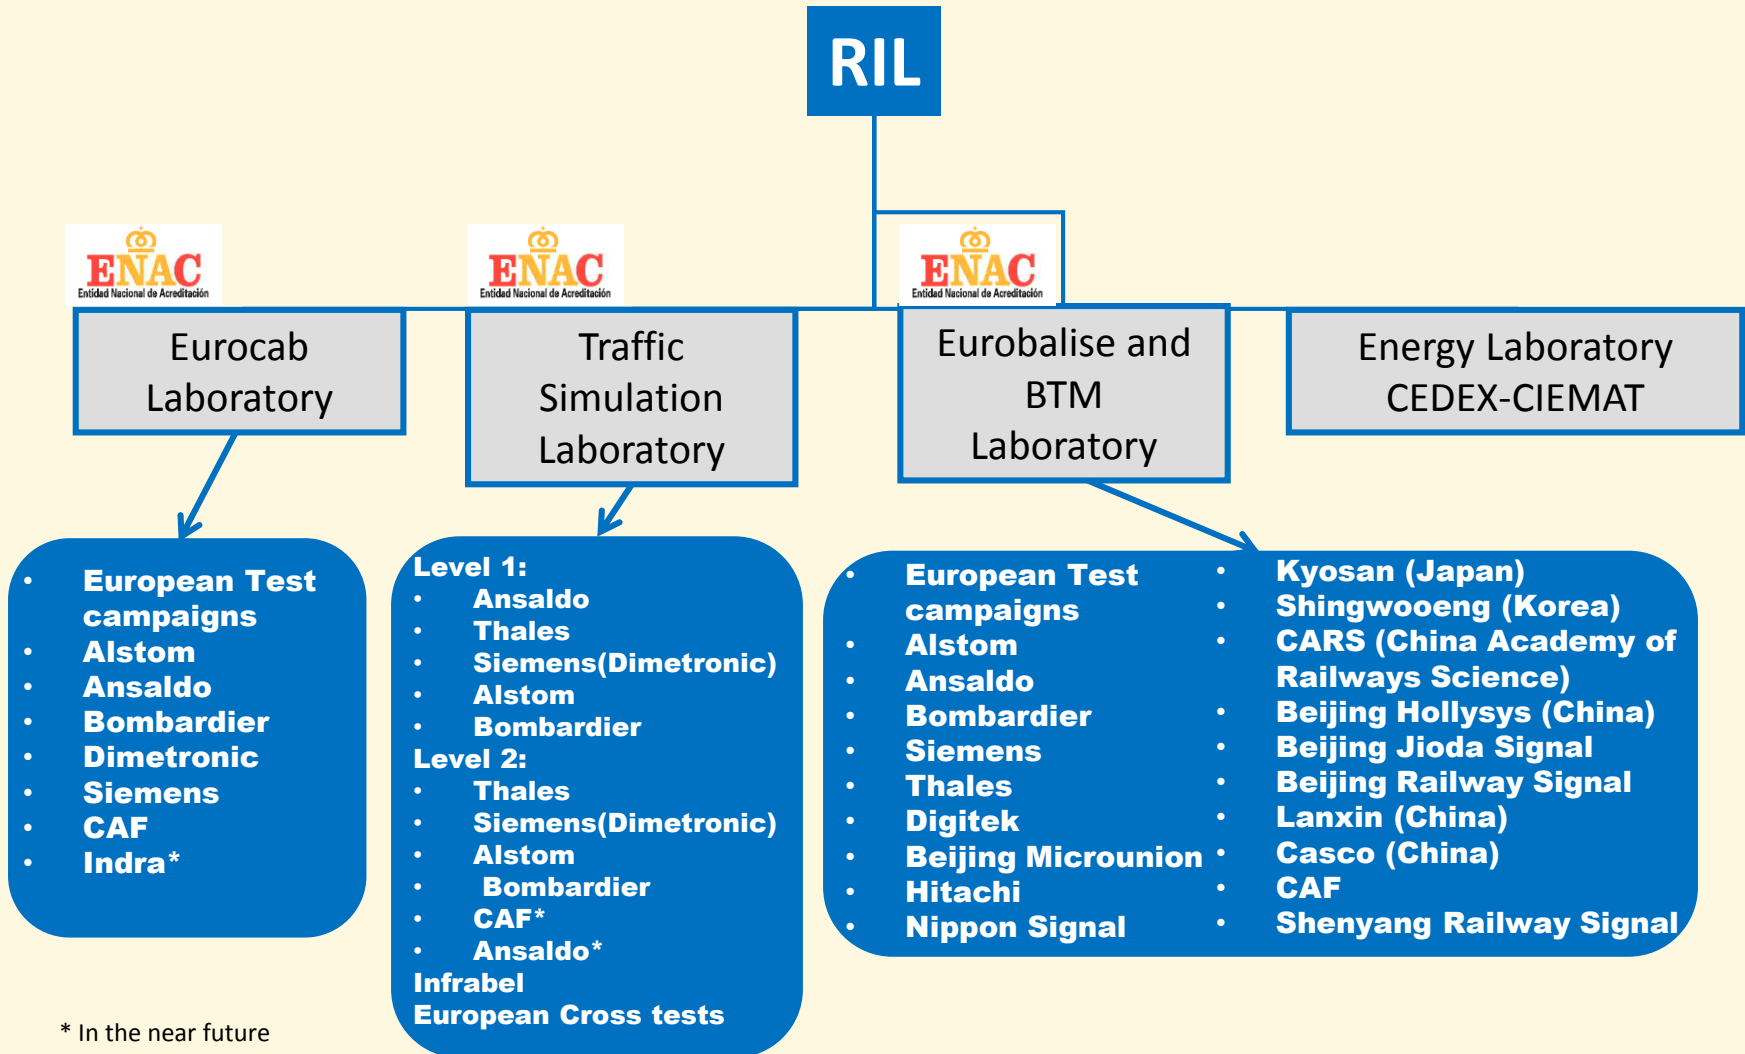 RIL
ENAC
Entidad Nacional de Acreditación
ENAC
Entidad Nacional de Acreditación
ENAC
Entidad Nacional de Acreditación
Eurocab
Laboratory
Traffic
Simulation
Laboratory
Eurobalise and
BTM
Laboratory
Energy Laboratory
CEDEX-CIEMAT
• European Test
campaigns
• Alstom
• Ansaldo
• Bombardier
• Dimetronic
• Siemens
• CAF
• Indra*
Level 1:
• Ansaldo
• Thales
• Siemens(Dimetronic)
• Alstom
• Bombardier
Level 2:
• Thales
• Siemens(Dimetronic)
• Alstom
• Bombardier
• CAF*
• Ansaldo*
Infrabel
European Cross tests
• European Test
campaigns
• Alstom
• Ansaldo
• Bombardier
• Siemens
• Thales
• Digitek
• Beijing Microunion
• Hitachi
• Nippon Signal
• Kyosan (Japan)
• Shingwooeng (Korea)
• CARS (China Academy of
Railways Science)
• Beijing Hollysys (China)
• Beijing Jioda Signal
• Beijing Railway Signal
• Lanxin (China)
• Casco (China)
• CAF
• Shenyang Railway Signal
* In the near future